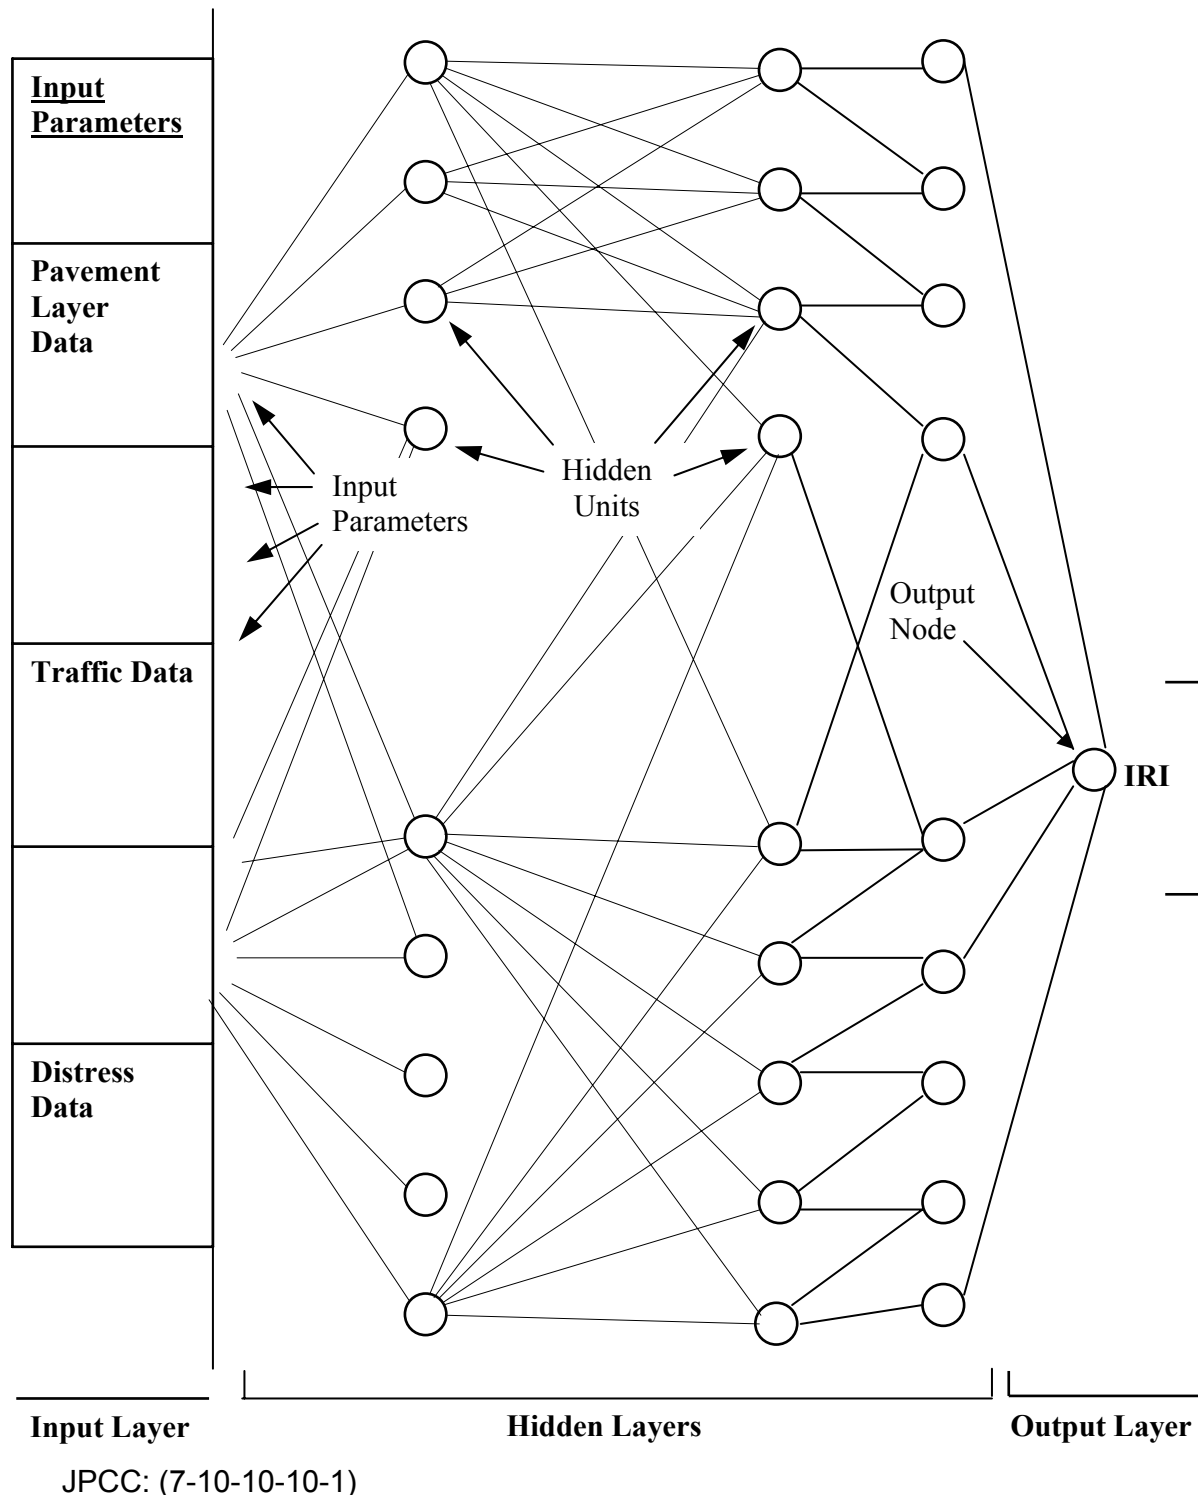 Input
Parameters
Pavement
Layer
Data
Input
Parameters
Hidden
Units
Output
Node
Traffic Data
IRI
Distress
Data
Input Layer
Hidden Layers
Output Layer
JPCC: (7-10-10-10-1)